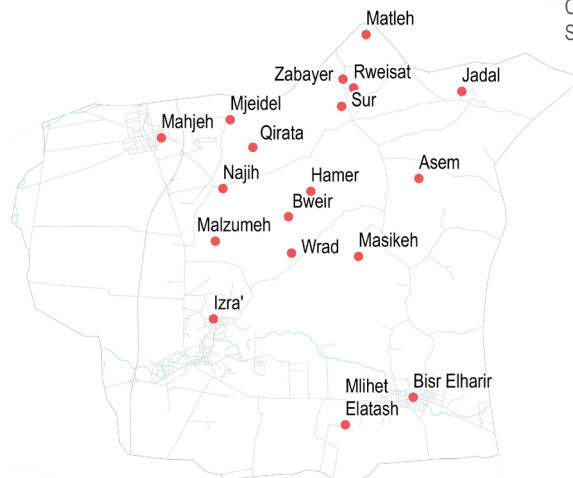 Matleh
Zabayer
Rweisat
Jadal
Sur
Mjeidel
Mahjeh
Qirata
Asem
Najih
Hamer
Bweir
Malzumeh
Wrad
Masikeh
Izra'
Mlihet
Elatash
Bisr Elharir